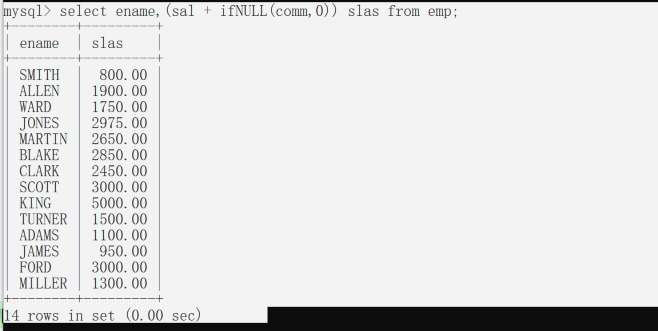 mysql> select ename,(sal + ifNULL(comm,0)) slas from emp;
+--------+---------+
| ename  | slas    |
+--------+---------+
| SMITH  |  800.00 |
| ALLEN  | 1900.00 |
| WARD   | 1750.00 |
| JONES  | 2975.00 |
| MARTIN | 2650.00 |
| BLAKE  | 2850.00 |
| CLARK  | 2450.00 |
| SCOTT  | 3000.00 |
| KING   | 5000.00 |
| TURNER | 1500.00 |
| ADAMS  | 1100.00 |
| JAMES  |  950.00 |
| FORD   | 3000.00 |
| MILLER | 1300.00 |
+--------+---------+
14 rows in set (0.00 sec)